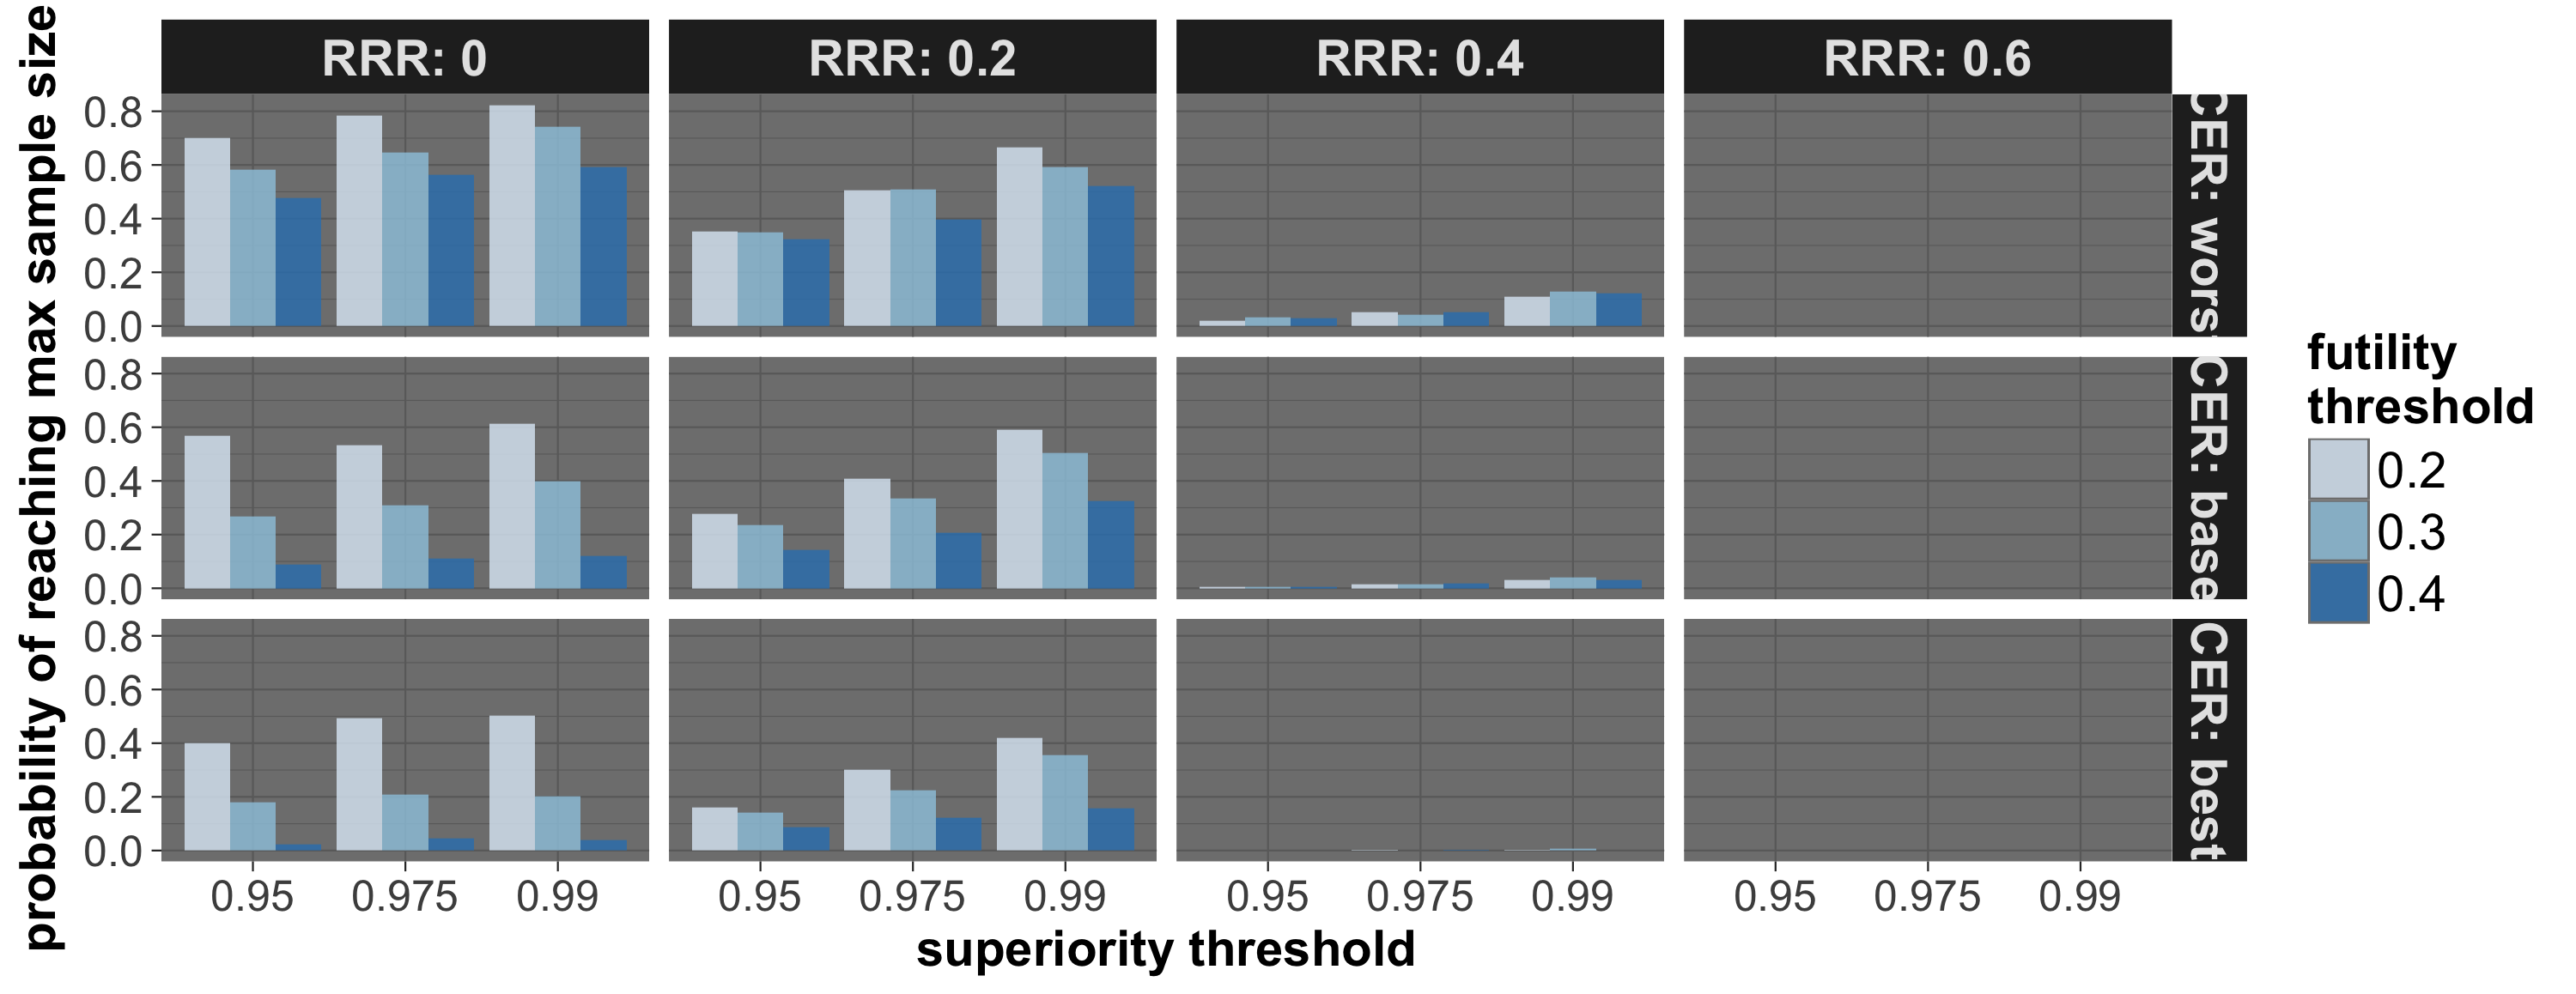 probability of reaching max sample size
RRR: 0
RRR: 0.2
RRR: 0.4
RRR: 0.6
0.8
0.6
0.4
0.2
0.0
CER: wors
0.8
0.6
0.4
0.2
0.0
CER: base
0.8
0.6
0.4
0.2
0.0
CER: best
0.95 0.975 0.99
0.95 0.975 0.99
0.95 0.975 0.99
0.95 0.975 0.99
superiority threshold
futility
threshold
0.2
0.3
0.4